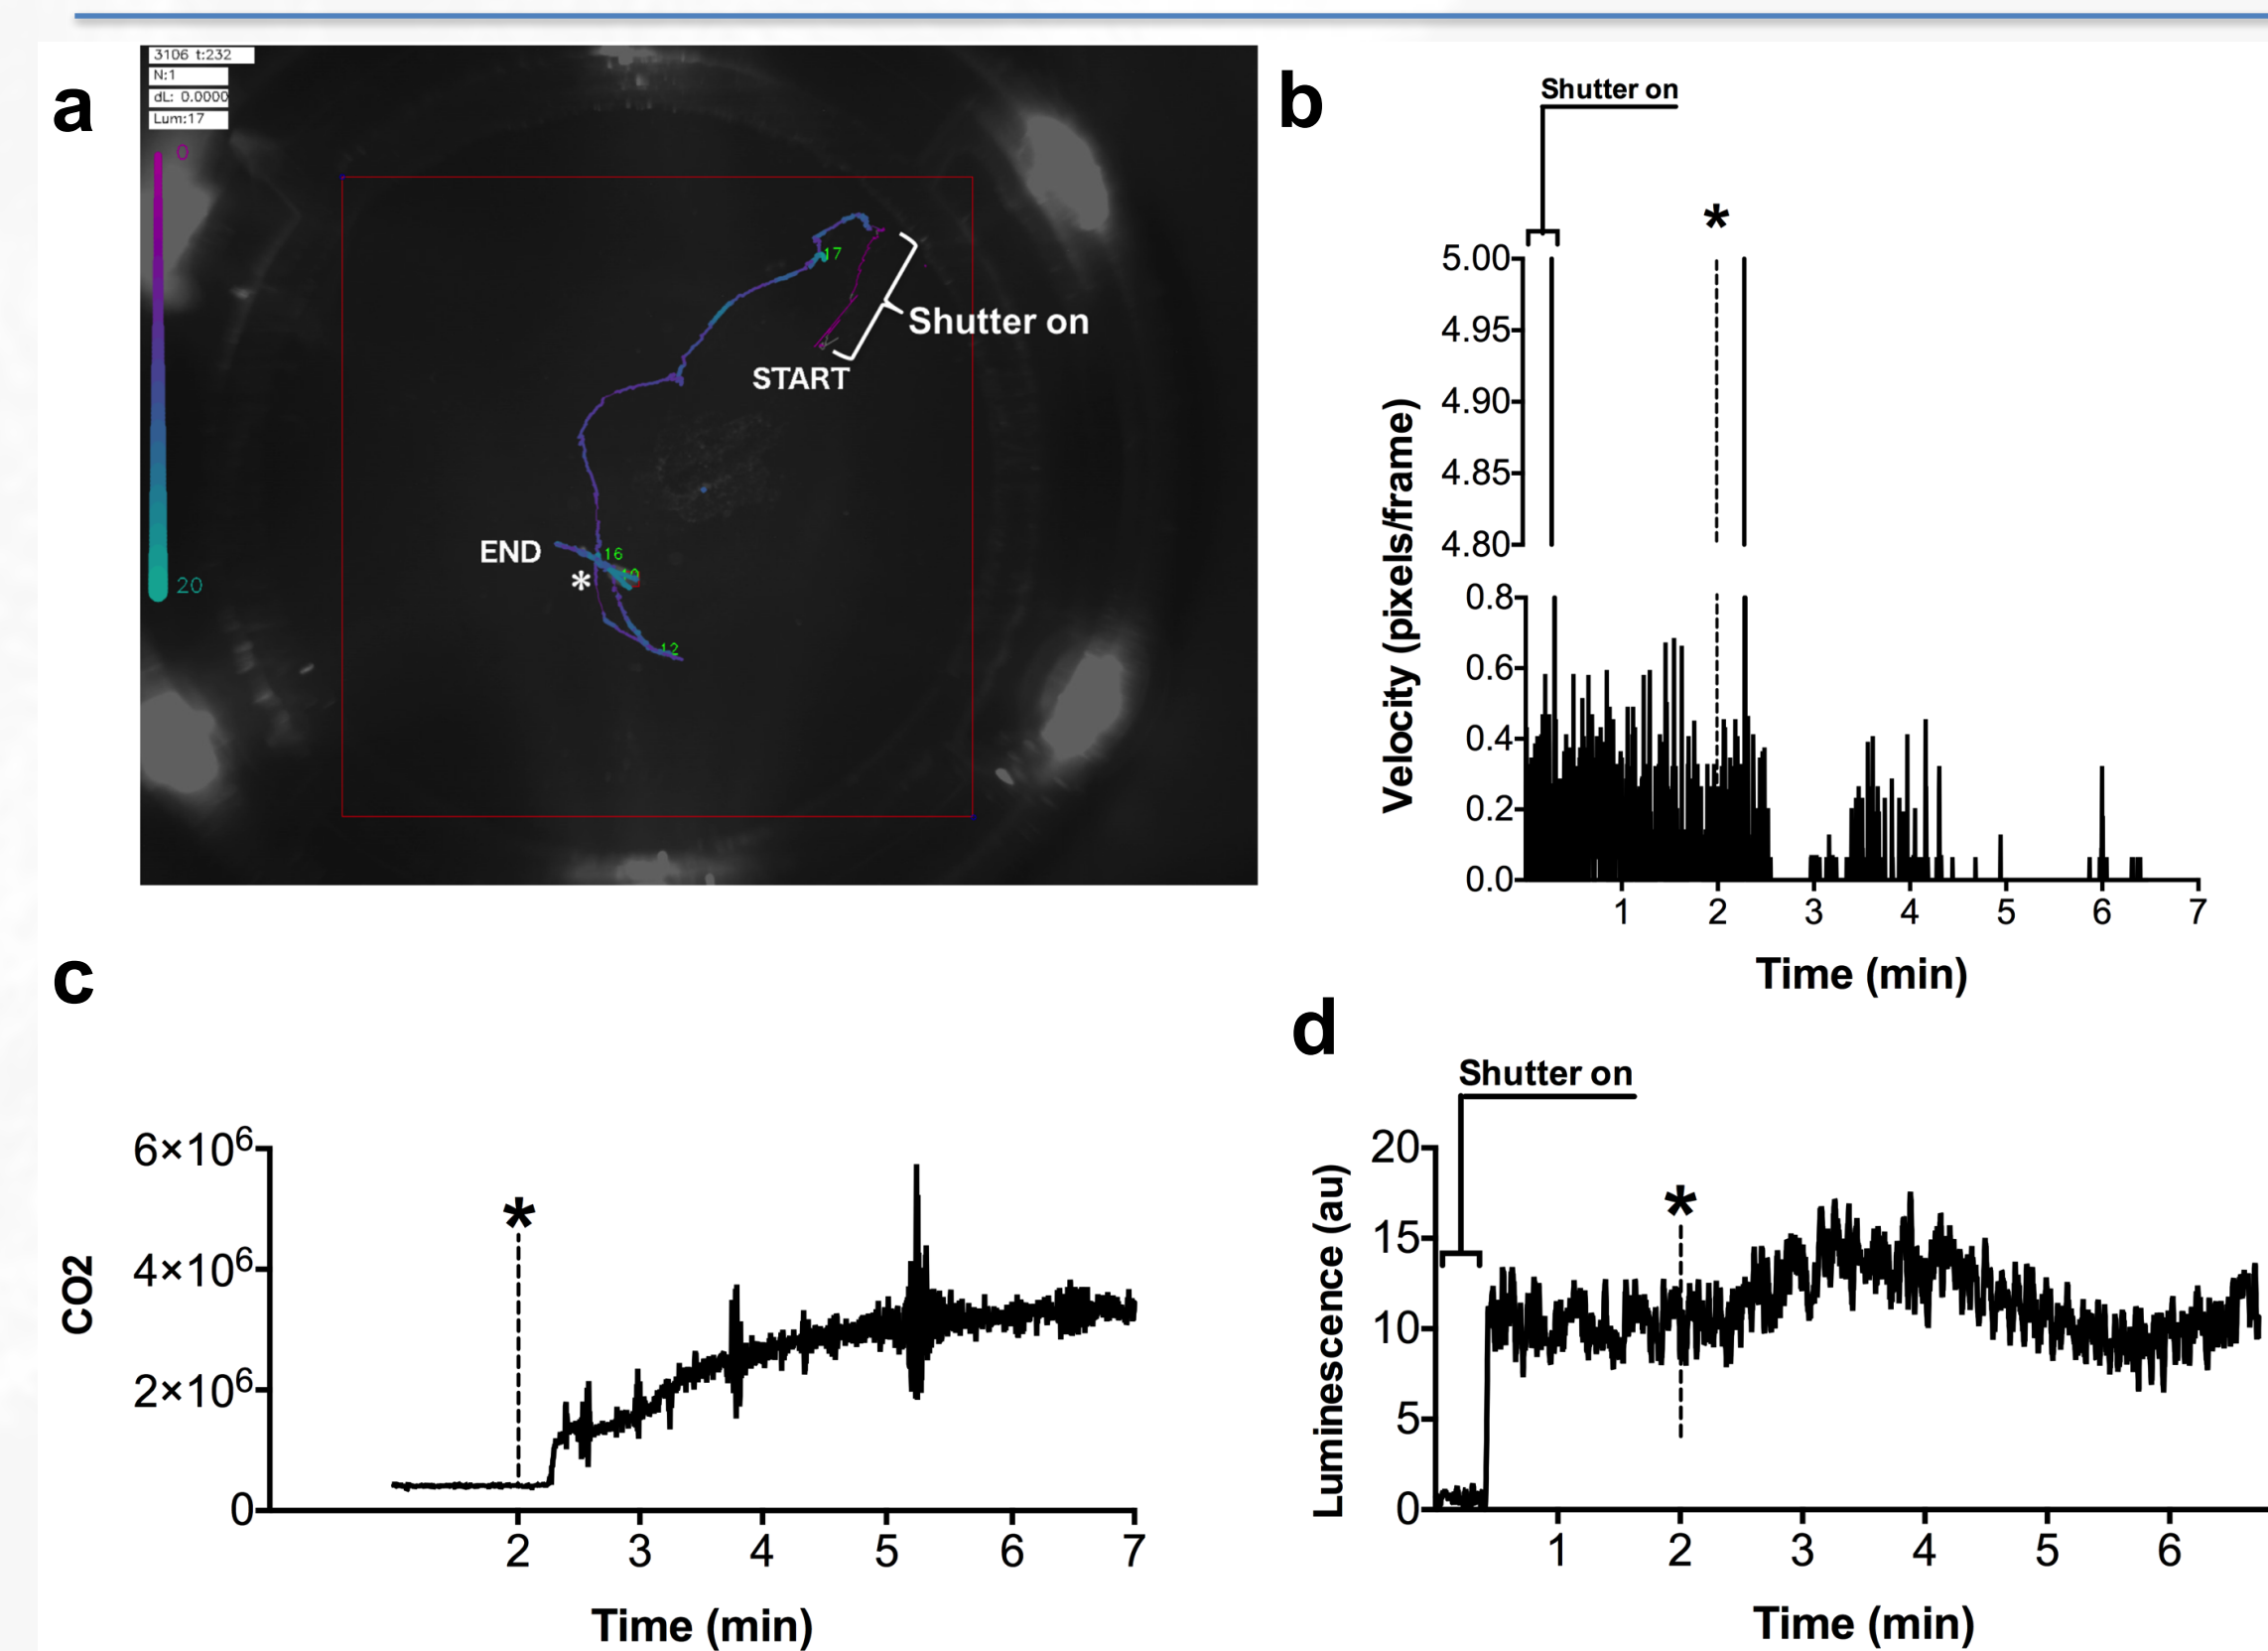 a
3106 t:232
N:1
dL: 0.0000
Lum:17
0
20
17
Shutter on
START
END
16
*
12
b
Shutter on
*
5.00
4.95
4.90
4.85
4.80
0.8
0.6
0.4
0.2
0.0
Velocity (pixels/frame)
1 2 3 4 5 6 7
Time (min)
c
6×10⁶
4×10⁶
2×10⁶
0
CO2
*
2 3 4 5 6 7
Time (min)
d
Shutter on
*
20
15
10
5
0
Luminescence (au)
1 2 3 4 5 6
Time (min)